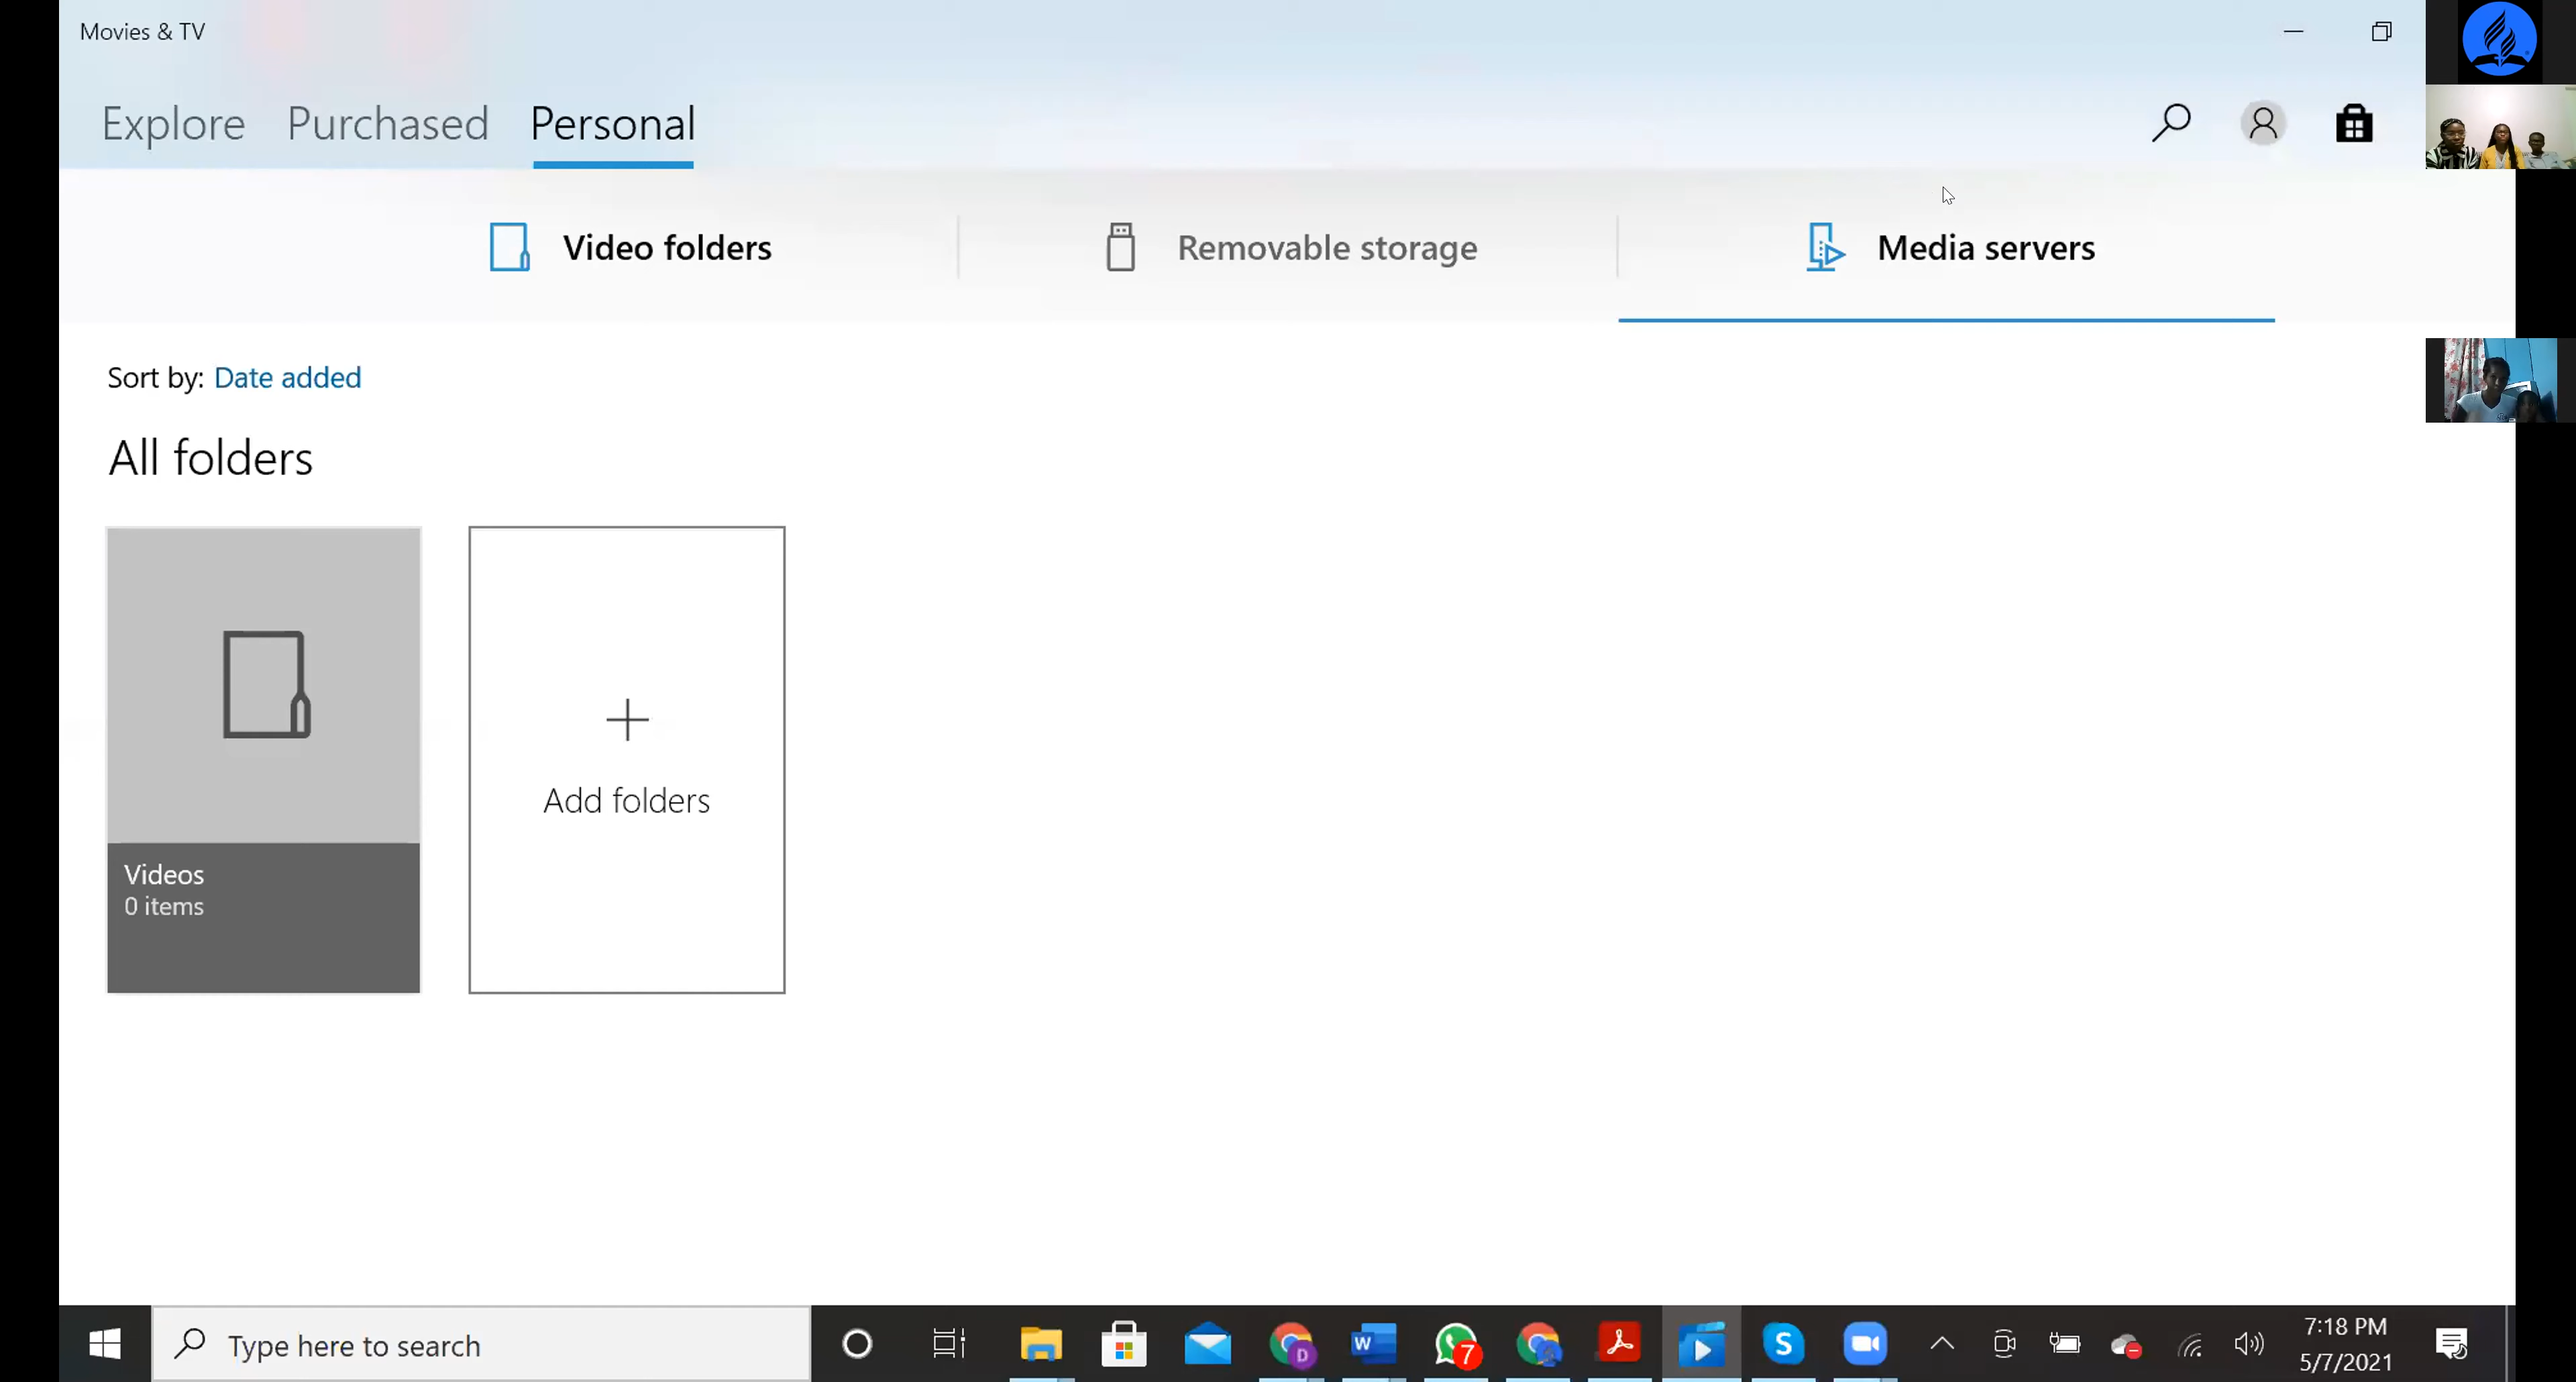 Movies & TV
Explore Purchased Personal
Video folders Removable storage Media servers
Sort by: Date added
All folders
Add folders
Videos
0 items
Type here to search
D
W
7
S
7:18 PM
5/7/2021